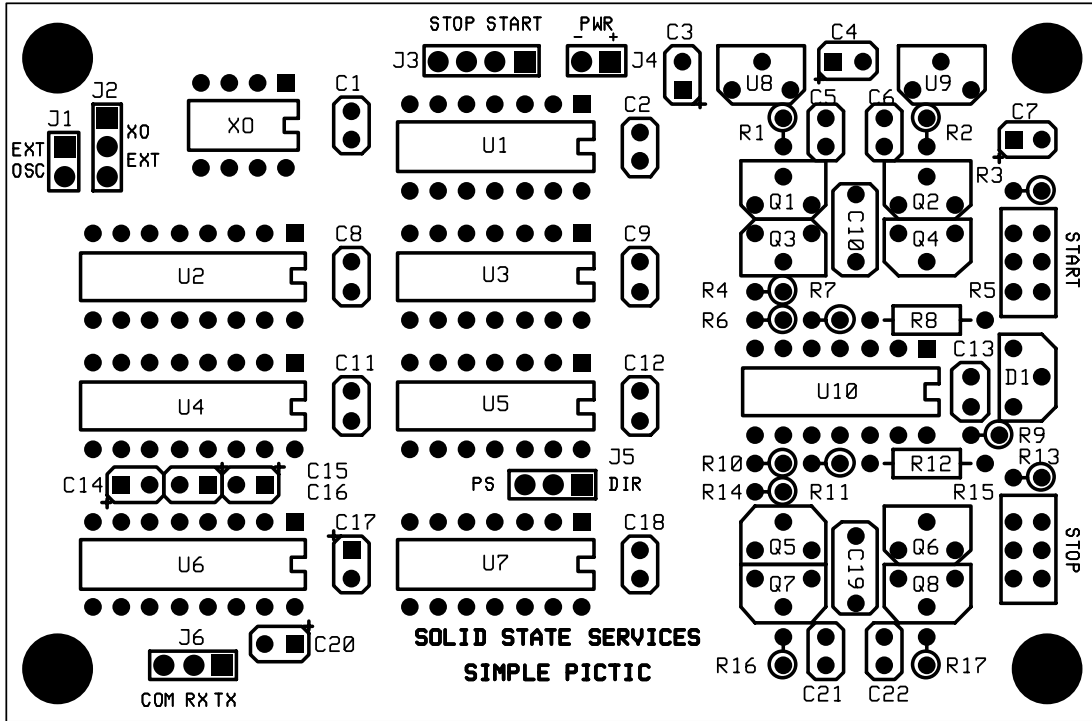 STOP START
PWR
- +
J3
J4
C3
C4
U8
U9
J1
J2
C1
C2
R1
C5
C6
R2
C7
XO
EXT
OSC
XO
EXT
U1
R3
Q1
Q2
C10
Q3
Q4
START
C8
C9
U2
U3
R4
R7
R5
R6
R8
C11
C12
C13
D1
U4
U5
U10
R9
J5
R10
R12
R13
C14
C15
C16
PS
DIR
R14
R11
R15
C17
C18
Q5
Q6
C19
U6
U7
Q7
Q8
STOP
J6
C20
SOLID STATE SERVICES
SIMPLE PICTIC
R16
R17
COM RX TX
C21
C22